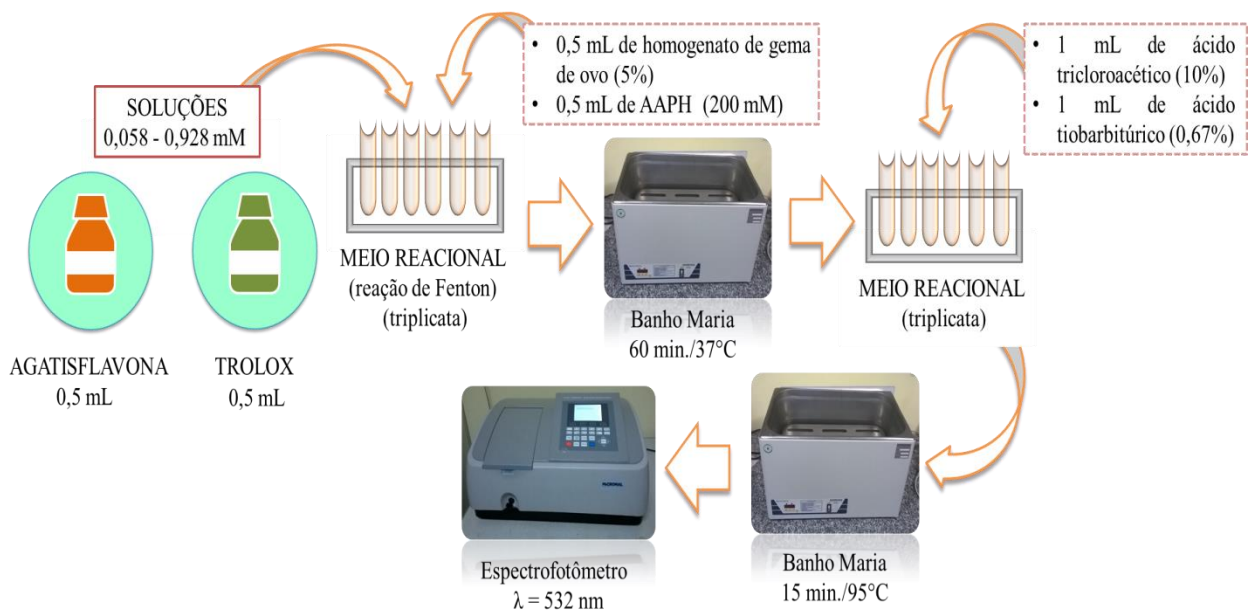 SOLUÇÕES
0,058 - 0,928 mM
AGATISFLAVONA
0,5 mL
TROLOX
0,5 mL
• 0,5 mL de homogenato de gema
de ovo (5%)
• 0,5 mL de AAPH (200 mM)
MEIO REACIONAL
(reação de Fenton)
(triplicata)
Banho Maria
60 min./37°C
• 1 mL de ácido
tricloroacético (10%)
• 1 mL de ácido
tiobarbitúrico (0,67%)
MEIO REACIONAL
(triplicata)
Banho Maria
15 min./95°C
Espectrofotômetro
λ = 532 nm